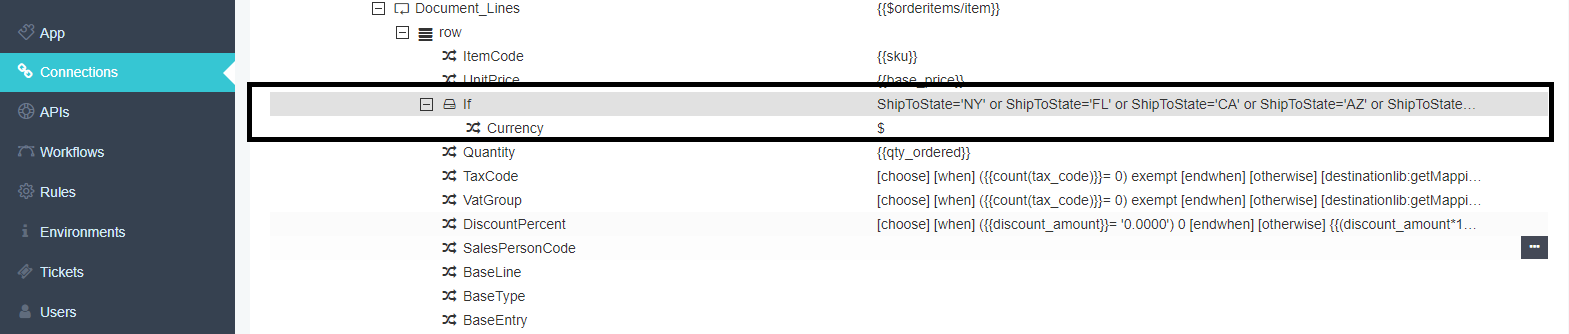 App
Connections
APIs
Workflows
Rules
Environments
Tickets
Users
Document_Lines {{$orderitems/item}}
row
ItemCode {{sku}}
UnitPrice {{base_price}}
If ShipToState='NY' or ShipToState='FL' or ShipToState='CA' or ShipToState='AZ' or ShipToState...
Currency $
Quantity {{qty_ordered}}
TaxCode [choose] [when] ({{count(tax_code)}}= 0) exempt [endwhen] [otherwise] [destinationlib:getMappi...
VatGroup [choose] [when] ({{count(tax_code)}}= 0) exempt [endwhen] [otherwise] [destinationlib:getMappi...
DiscountPercent [choose] [when] ({{discount_amount}}= '0.0000') 0 [endwhen] [otherwise] {{(discount_amount*1...
SalesPersonCode
BaseLine
BaseType
BaseEntry